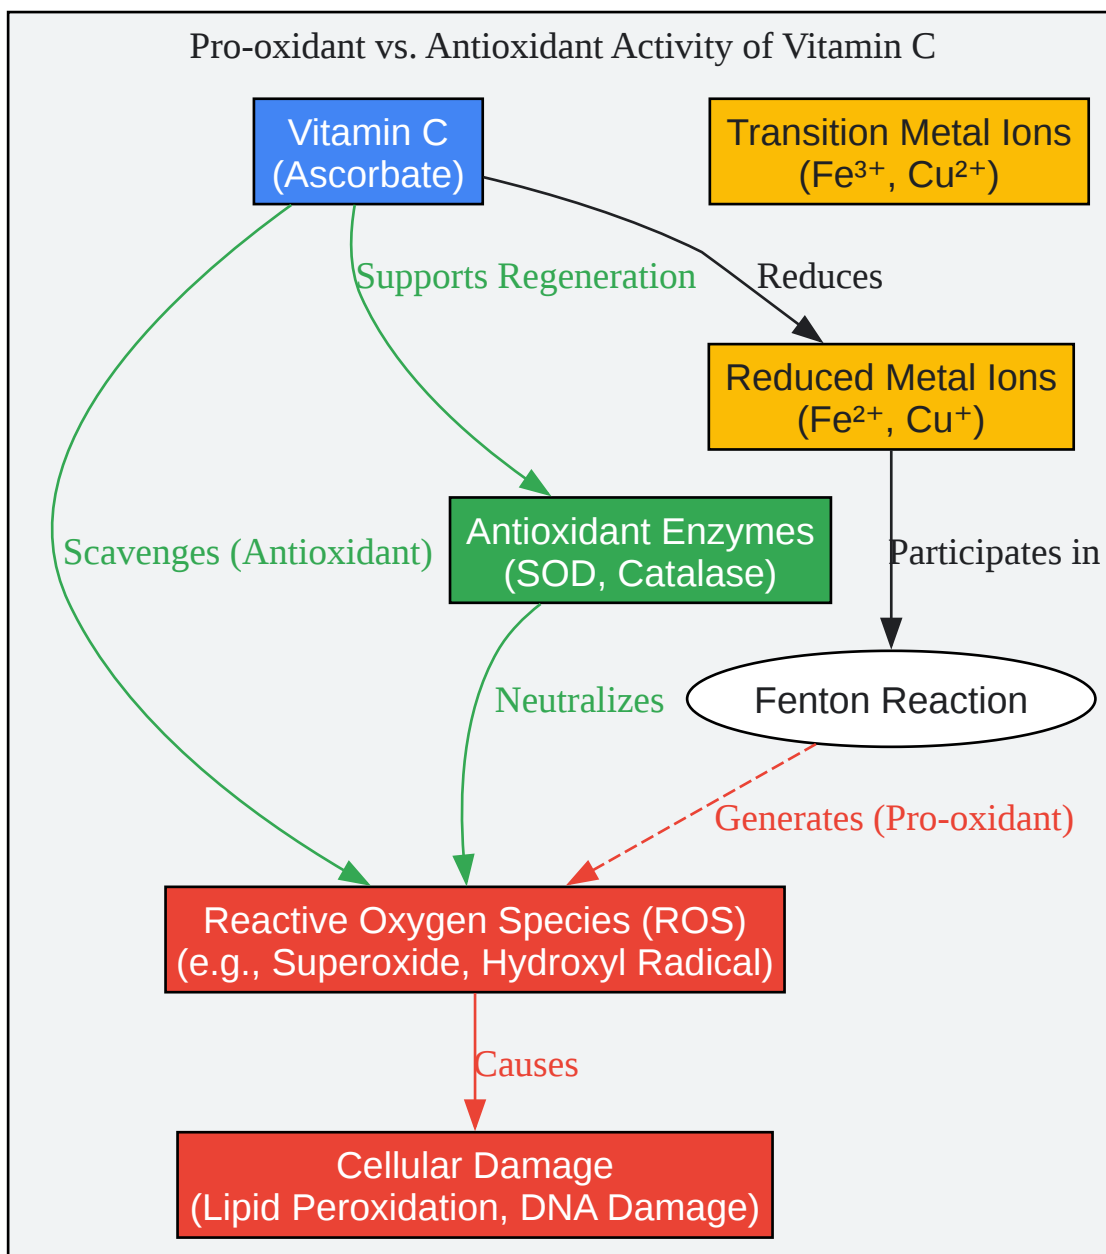 Pro-oxidant vs. Antioxidant Activity of Vitamin C
Vitamin C
(Ascorbate)
Transition Metal Ions
(Fe³⁺, Cu²⁺)
Supports Regeneration
Reduces
Reduced Metal Ions
(Fe²⁺, Cu⁺)
Scavenges (Antioxidant)
Antioxidant Enzymes
(SOD, Catalase)
Participates in
Neutralizes
Fenton Reaction
Generates (Pro-oxidant)
Reactive Oxygen Species (ROS)
(e.g., Superoxide, Hydroxyl Radical)
Causes
Cellular Damage
(Lipid Peroxidation, DNA Damage)